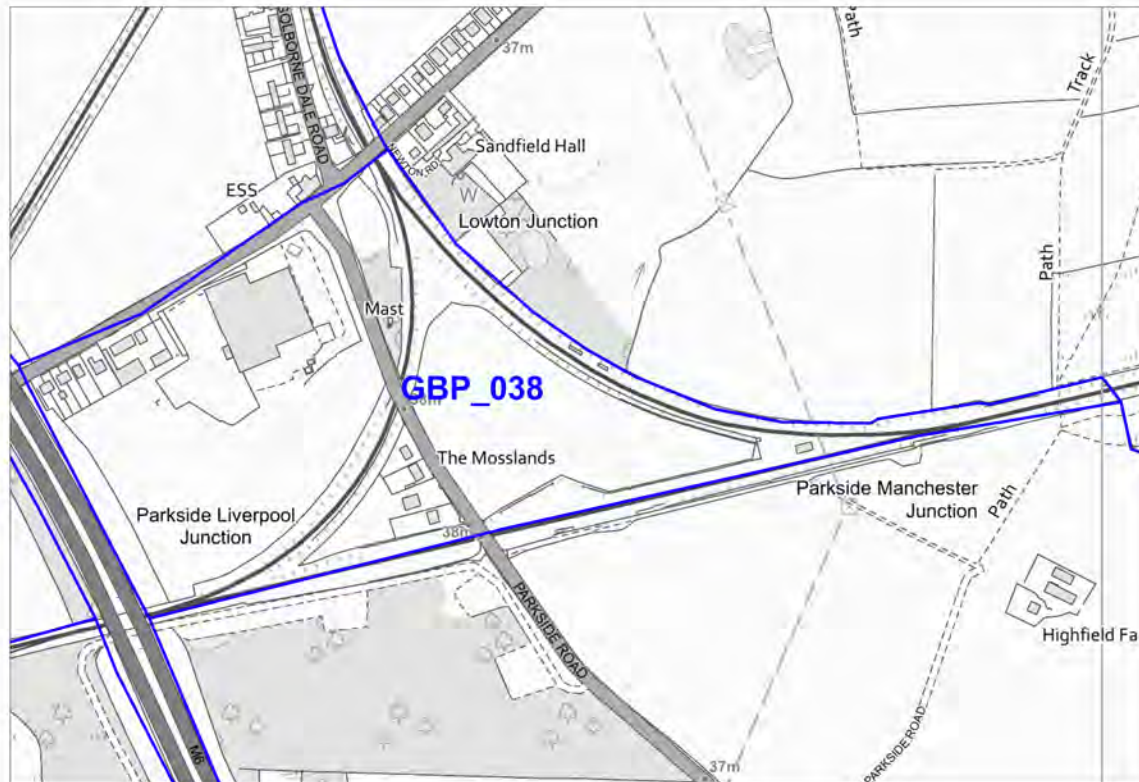 37m
GOLBORNE DALE ROAD
Path
Track
NEWTON RD
Sandfield Hall
ESS
W
Lowton Junction
Path
Mast
GBP_038
The Mosslands
Parkside Manchester
Junction
Path
Parkside Liverpool
Junction
38m
PARKSIDE ROAD
Highfield Fa
M6
PARKSIDE ROAD
37m